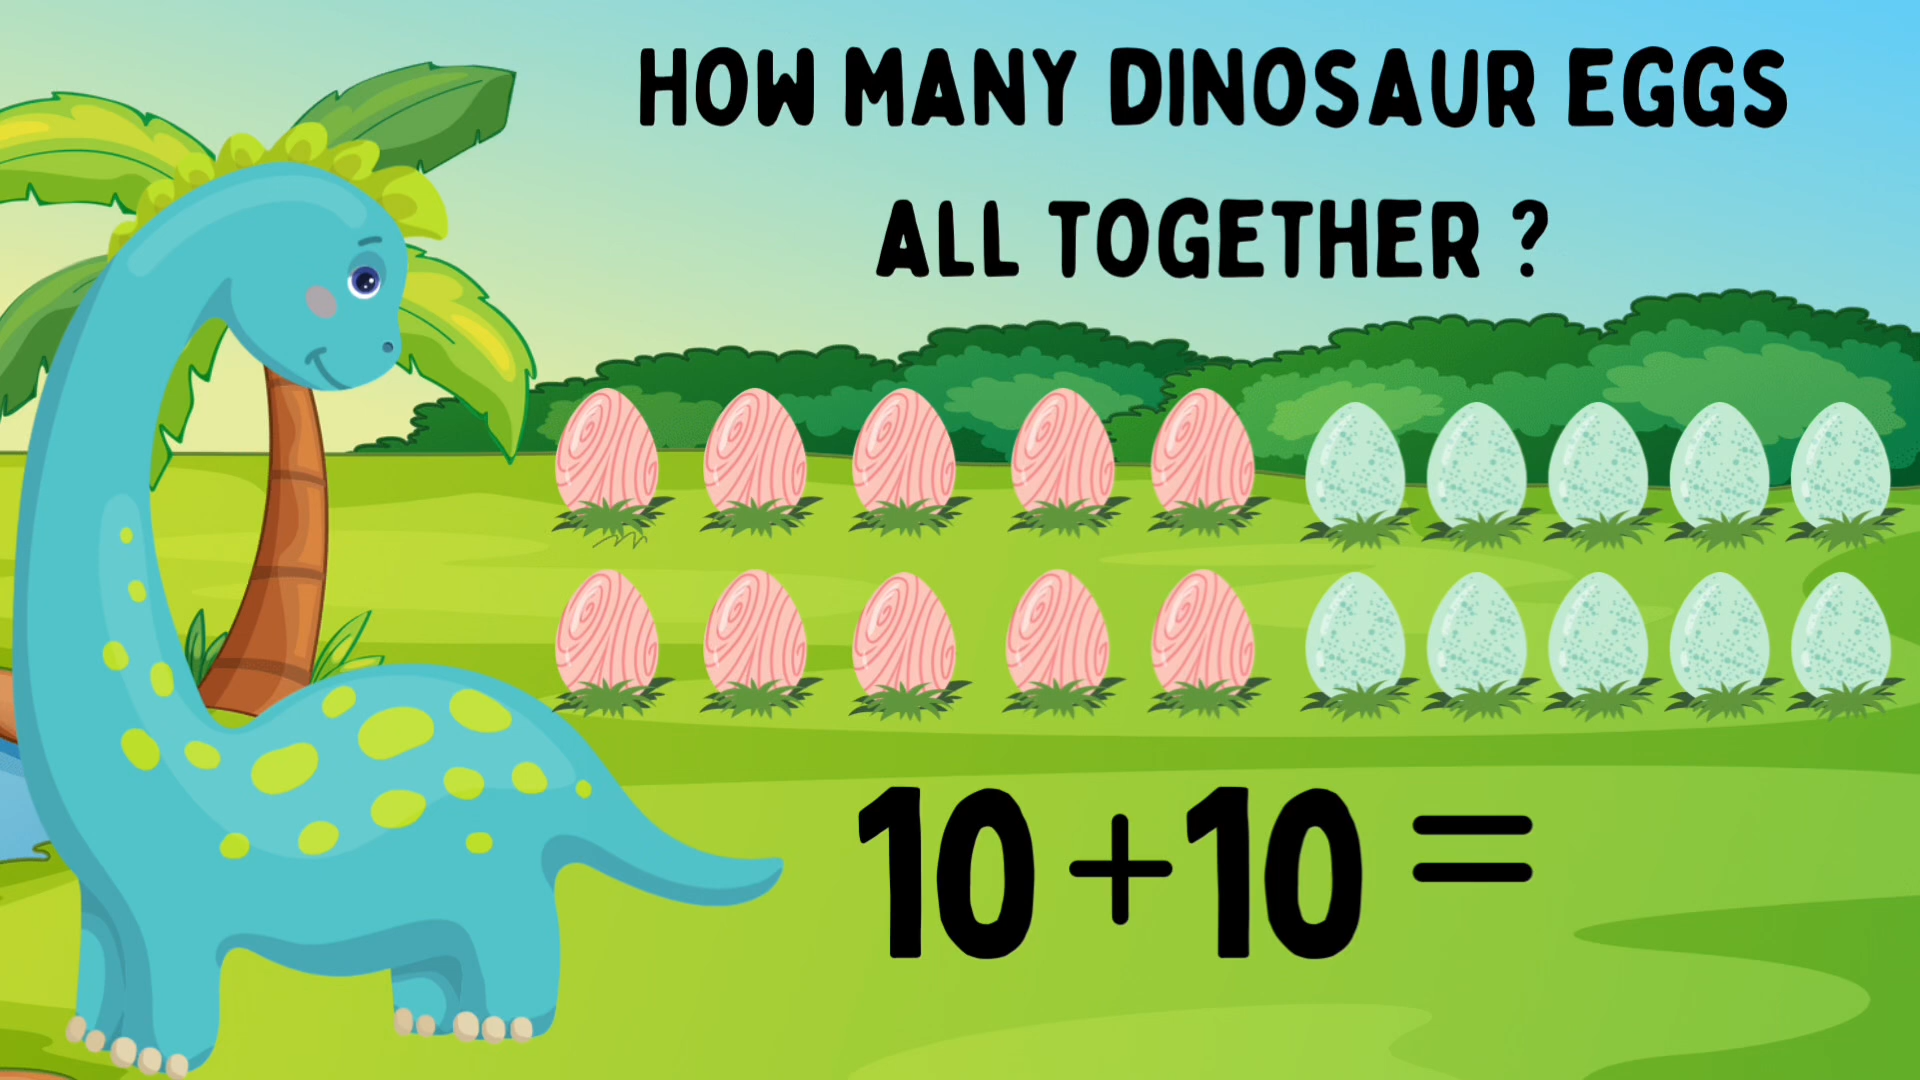 HOW MANY DINOSAUR EGGS
ALL TOGETHER ?
10 + 10 =